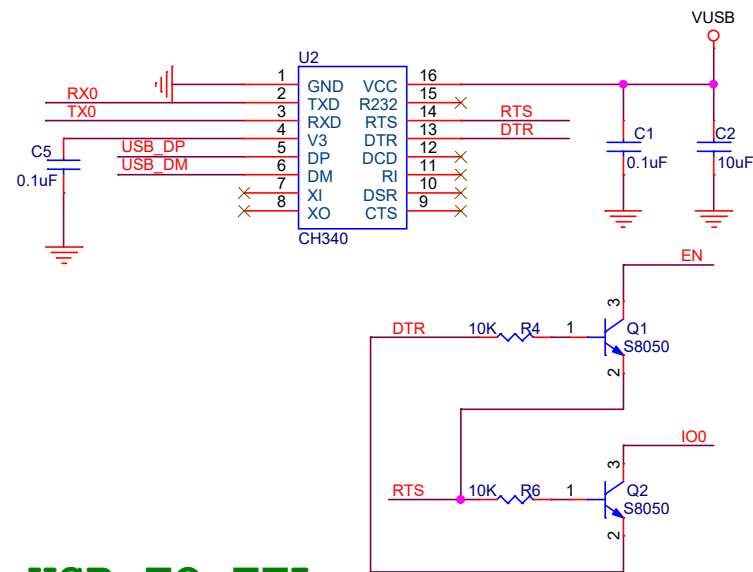 VUSB
U2
1 GND VCC 16
RX0 2 TXD R232 15
TX0 3 RXD RTS 14 RTS
4 V3 DTR 13 DTR
C5 0.1uF
USB_DP 5 DP DCD 12
USB_DM 6 DM RI 11
7 XI DSR 10
8 XO CTS 9
CH340
C1 0.1uF
C2 10uF
EN
DTR 10K R4 1 3 2 Q1 S8050
IO0
RTS 10K R6 1 3 2 Q2 S8050